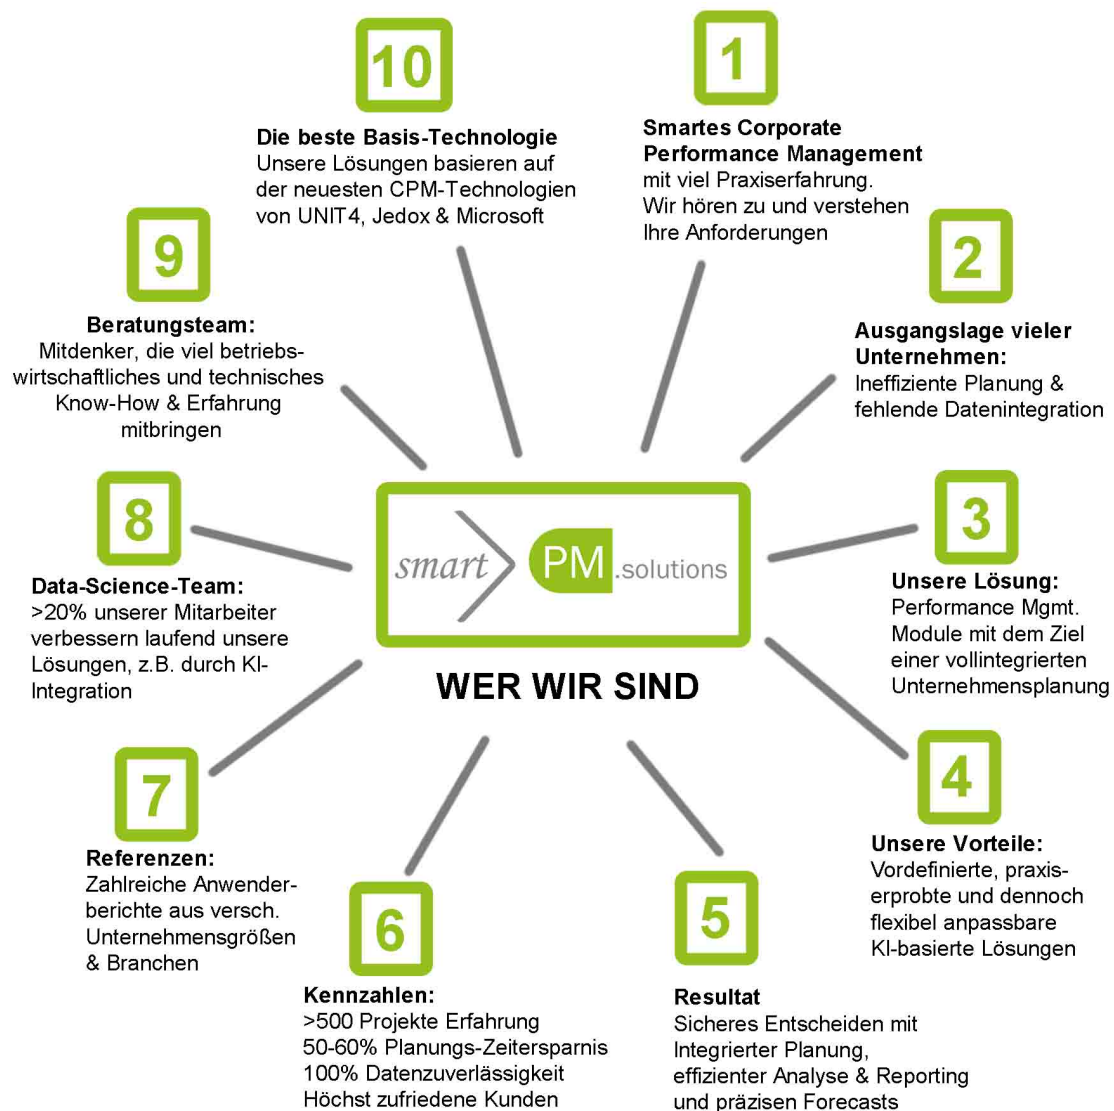 10
Die beste Basis-Technologie
Unsere Lösungen basieren auf
der neuesten CPM-Technologien
von UNIT4, Jedox & Microsoft
1
Smartes Corporate
Performance Management
mit viel Praxiserfahrung.
Wir hören zu und verstehen
Ihre Anforderungen
9
Beratungsteam:
Mitdenker, die viel betriebs-
wirtschaftliches und technisches
Know-How & Erfahrung
mitbringen
2
Ausgangslage vieler
Unternehmen:
Ineffiziente Planung &
fehlende Datenintegration
8
Data-Science-Team:
>20% unserer Mitarbeiter
verbessern laufend unsere
Lösungen, z.B. durch KI-
Integration
smart PM.solutions
WER WIR SIND
3
Unsere Lösung:
Performance Mgmt.
Module mit dem Ziel
einer vollintegrierten
Unternehmensplanung
7
Referenzen:
Zahlreiche Anwender-
berichte aus versch.
Unternehmensgrößen
& Branchen
4
Unsere Vorteile:
Vordefinierte, praxis-
erprobte und dennoch
flexibel anpassbare
KI-basierte Lösungen
6
Kennzahlen:
>500 Projekte Erfahrung
50-60% Planungs-Zeitersparnis
100% Datenzuverlässigkeit
Höchst zufriedene Kunden
5
Resultat
Sicheres Entscheiden mit
Integrierter Planung,
effizienter Analyse & Reporting
und präzisen Forecasts